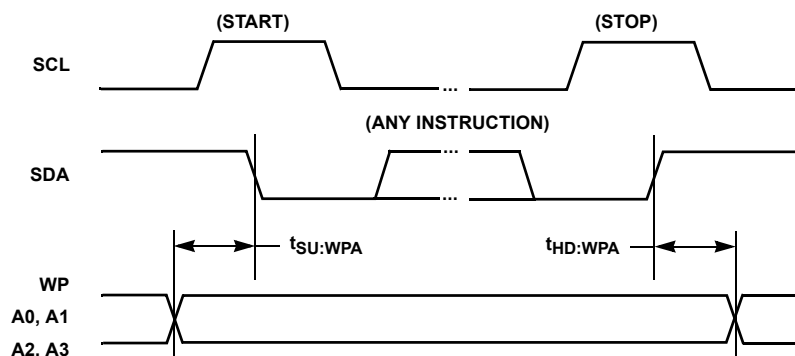 (START) (STOP)
SCL
... 
(ANY INSTRUCTION)
...
SDA
tSU:WPA tHD:WPA
WP
A0, A1
A2, A3